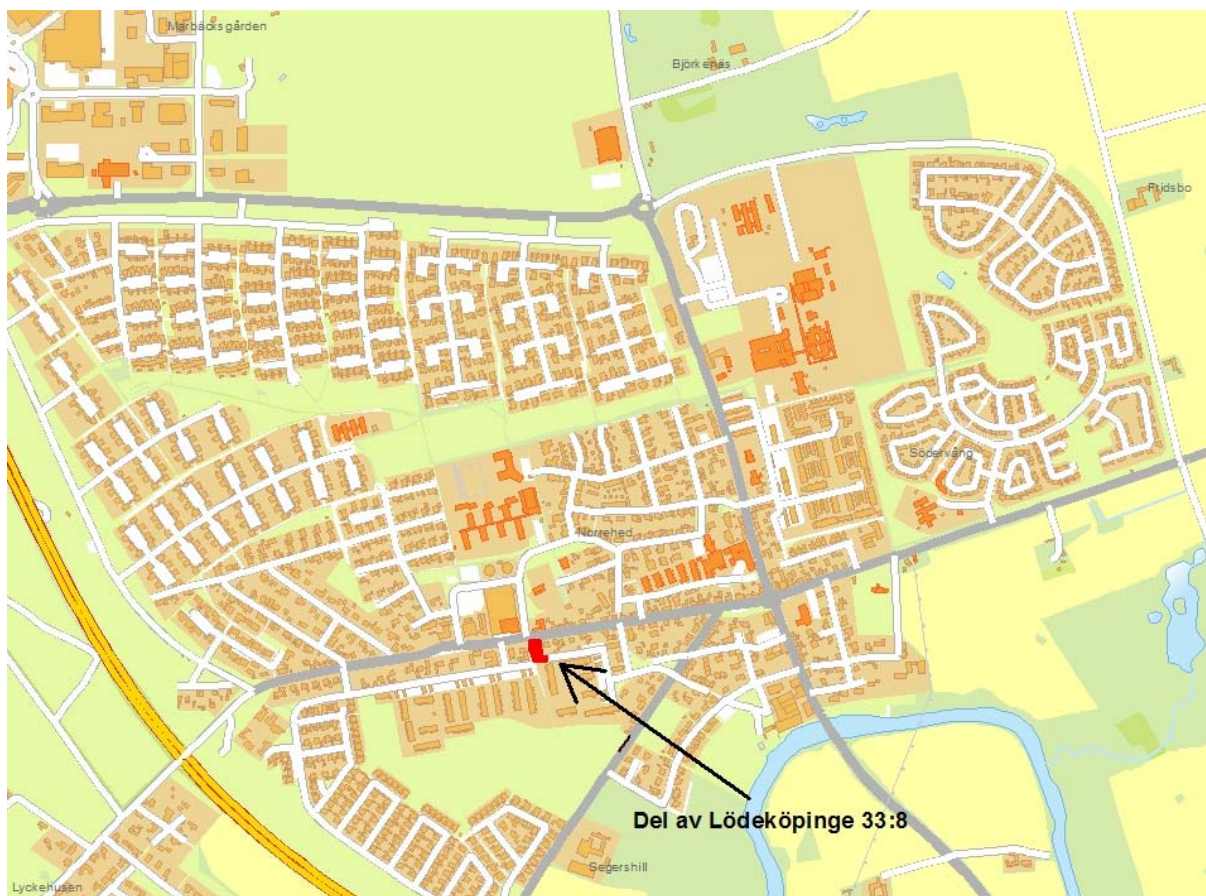 Marbäcksgården
Björkenäs
Fridsbo
Södervång
Norrehed
Del av Lödeköpinge 33:8
Segershill
Lyckehusen